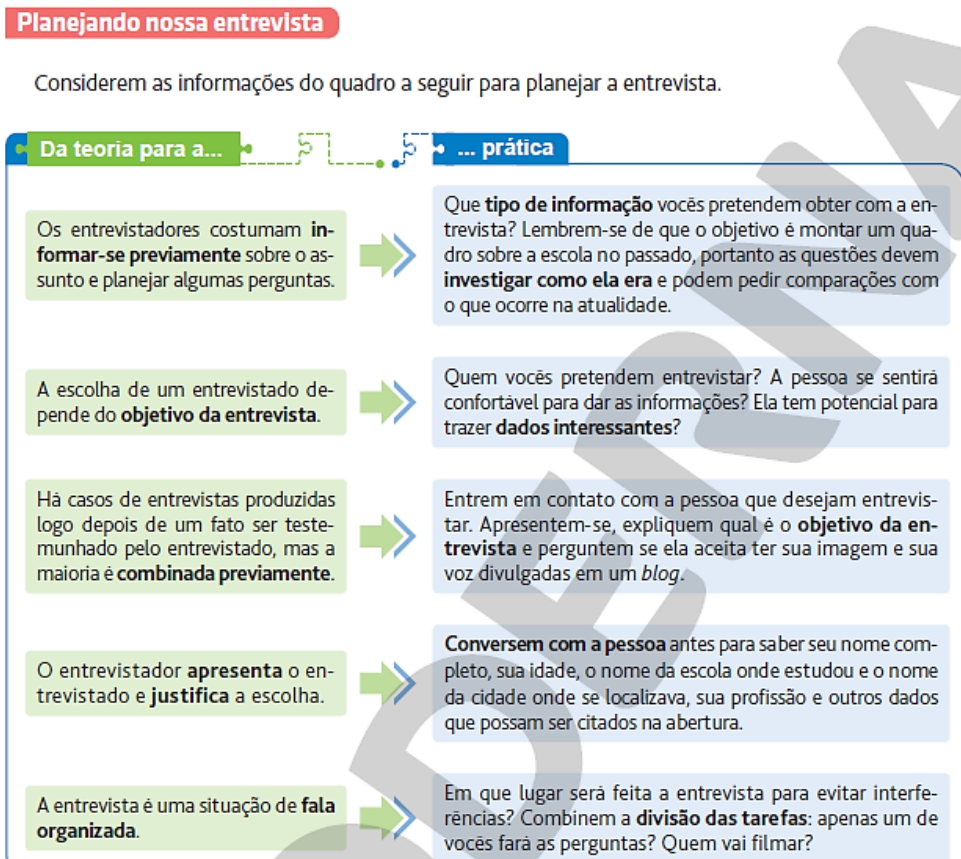 Planejando nossa entrevista
Considerem as informações do quadro a seguir para planejar a entrevista.
Da teoria para a...
... prática
Os entrevistadores costumam in-
formar-se previamente sobre o as-
sunto e planejar algumas perguntas.
Que tipo de informação vocês pretendem obter com a en-
trevista? Lembrem-se de que o objetivo é montar um qua-
dro sobre a escola no passado, portanto as questões devem
investigar como ela era e podem pedir comparações com
o que ocorre na atualidade.
A escolha de um entrevistado de-
pende do objetivo da entrevista.
Quem vocês pretendem entrevistar? A pessoa se sentirá
confortável para dar as informações? Ela tem potencial para
trazer dados interessantes?
Há casos de entrevistas produzidas
logo depois de um fato ser teste-
munhado pelo entrevistado, mas a
maioria é combinada previamente.
Entrem em contato com a pessoa que desejam entrevis-
tar. Apresentem-se, expliquem qual é o objetivo da en-
trevista e perguntem se ela aceita ter sua imagem e sua
voz divulgadas em um blog.
O entrevistador apresenta o en-
trevistado e justifica a escolha.
Conversem com a pessoa antes para saber seu nome com-
pleto, sua idade, o nome da escola onde estudou e o nome
da cidade onde se localizava, sua profissão e outros dados
que possam ser citados na abertura.
A entrevista é uma situação de fala
organizada.
Em que lugar será feita a entrevista para evitar interfe-
rências? Combinem a divisão das tarefas: apenas um de
vocês fará as perguntas? Quem vai filmar?